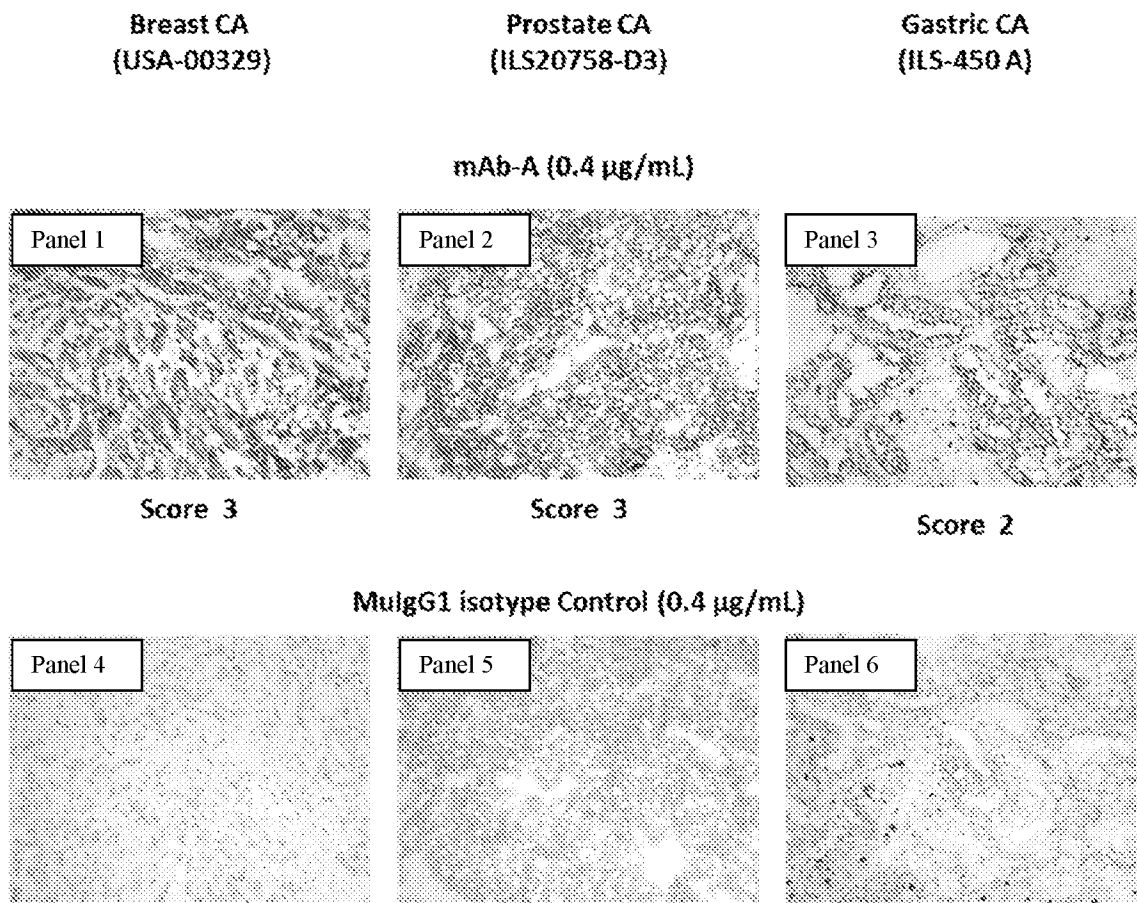 Breast CA
(USA-00329)
Prostate CA
(ILS20758-D3)
Gastric CA
(ILS-450 A)
mAb-A (0.4 µg/mL)
Panel 1
Panel 2
Panel 3
Score 3
Score 3
Score 2
MuIgG1 isotype Control (0.4 µg/mL)
Panel 4
Panel 5
Panel 6